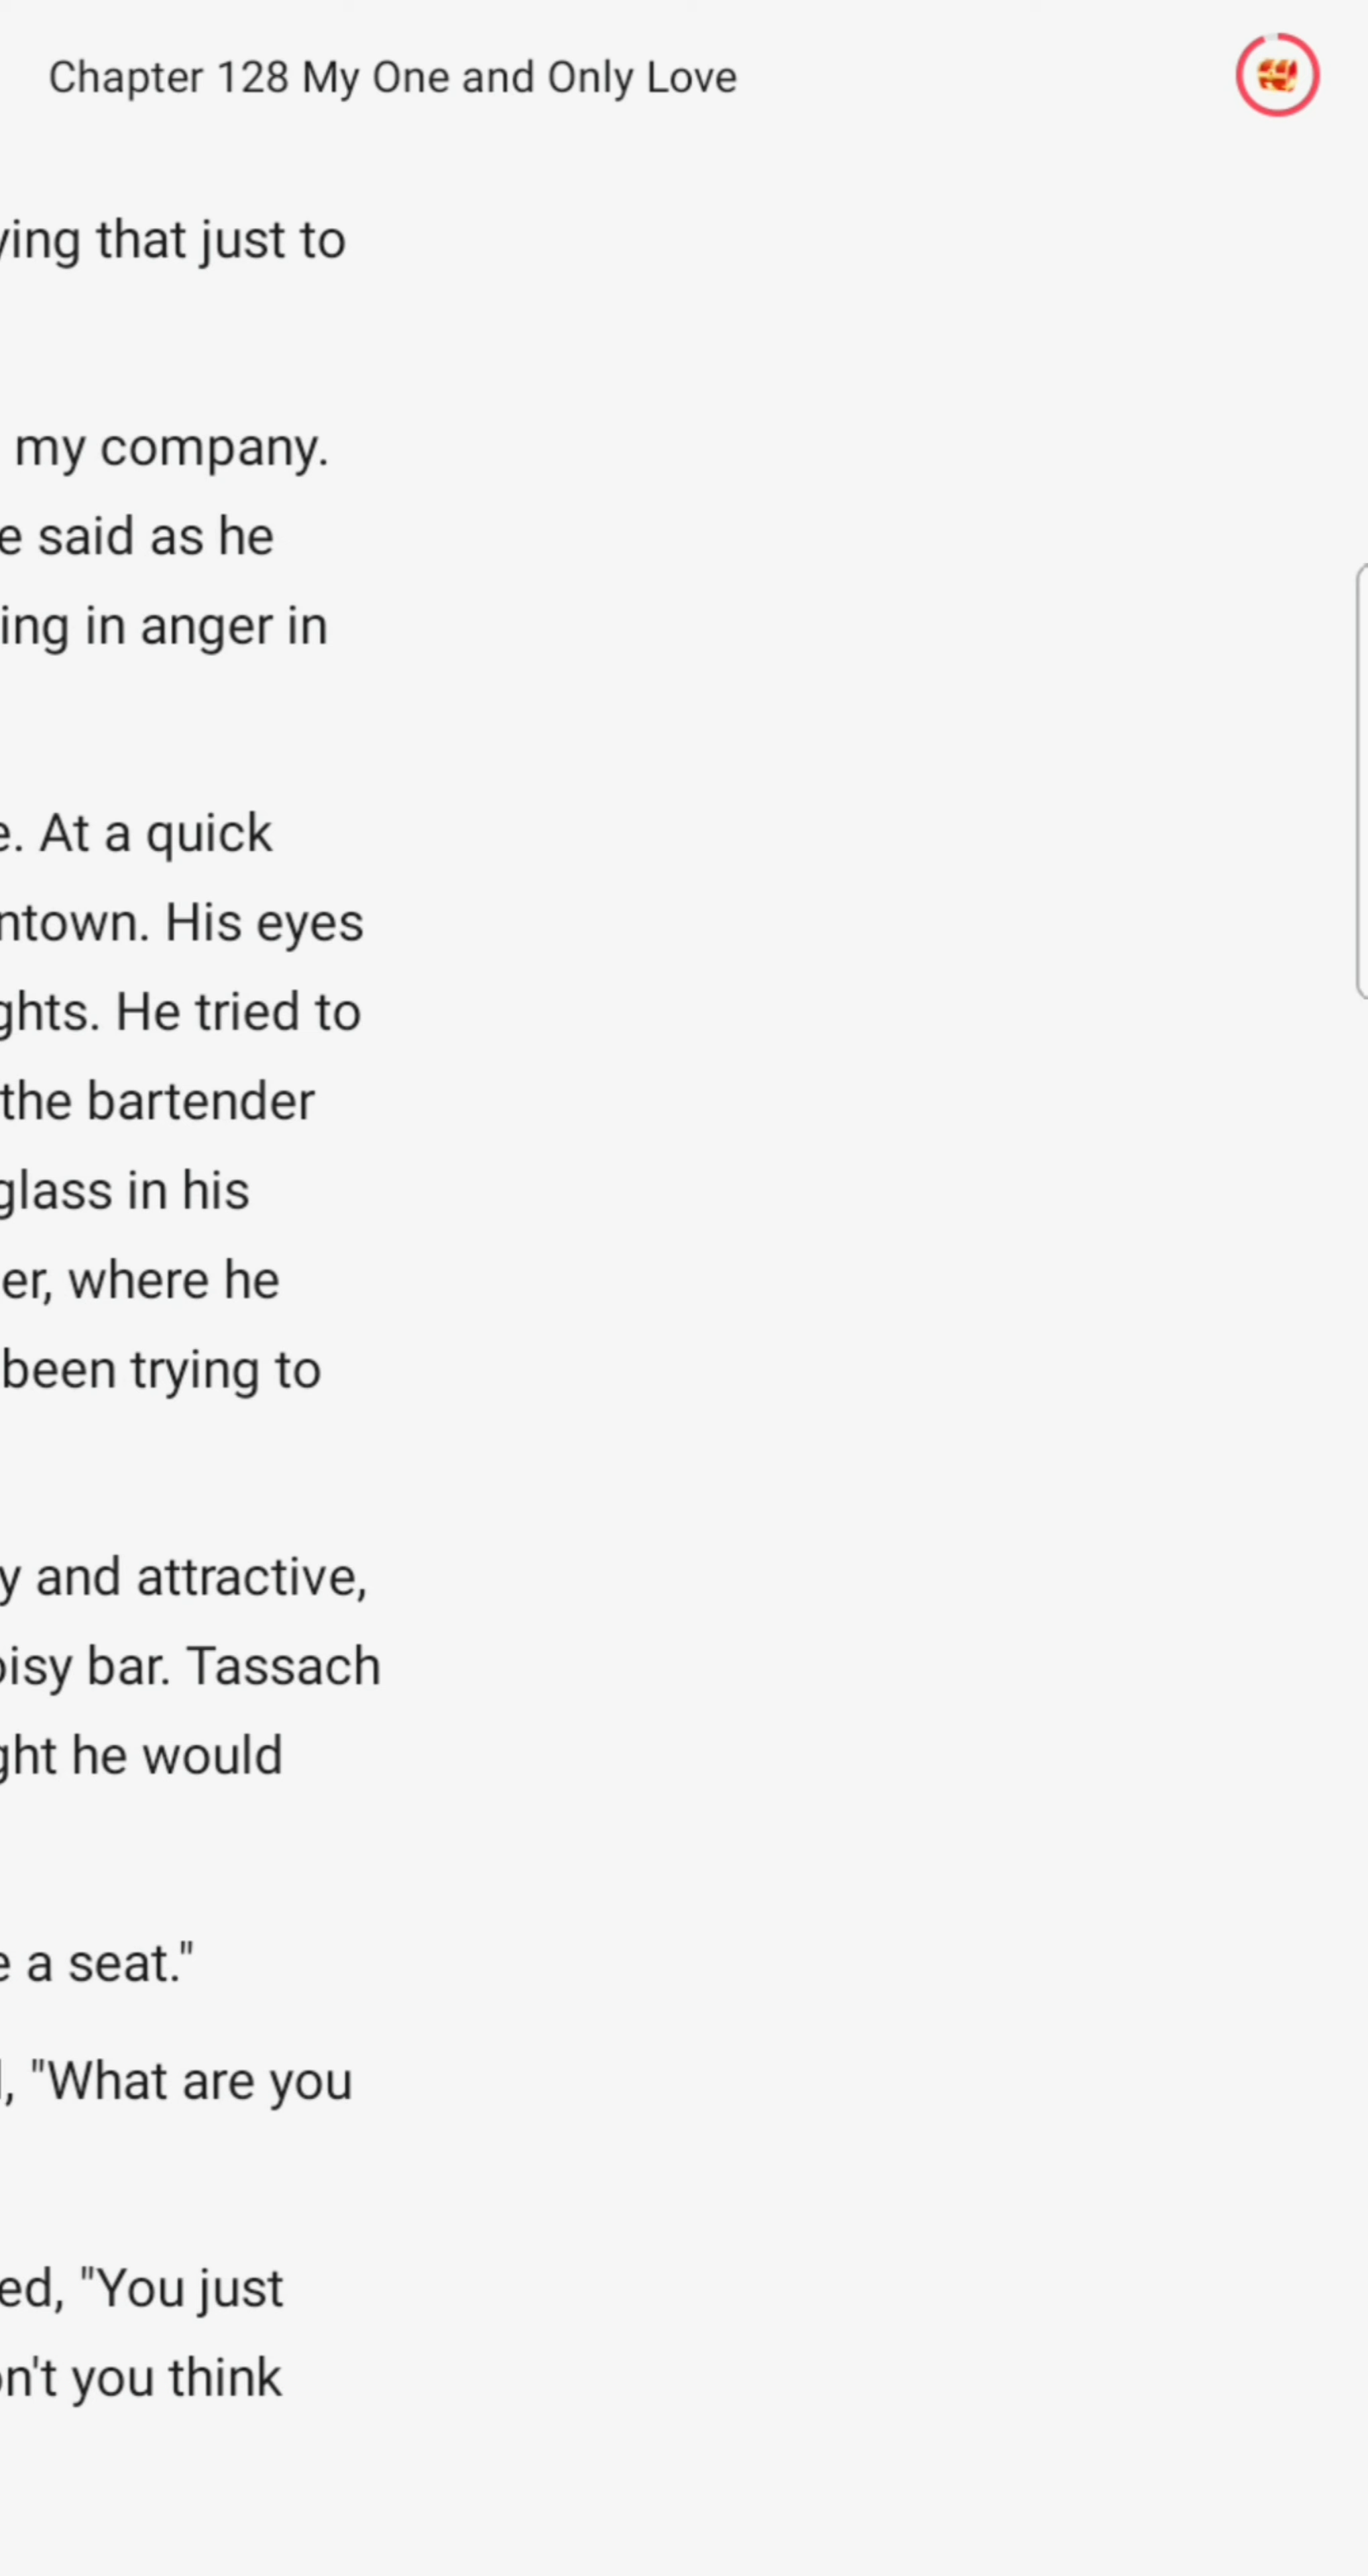 Chapter 128 My One and Only Love
ying that just to
my company.
e said as he
ing in anger in
e. At a quick
ntown. His eyes
ghts. He tried to
the bartender
glass in his
er, where he
been trying to
y and attractive,
oisy bar. Tassach
ght he would
e a seat."
, "What are you
ed, "You just
on't you think